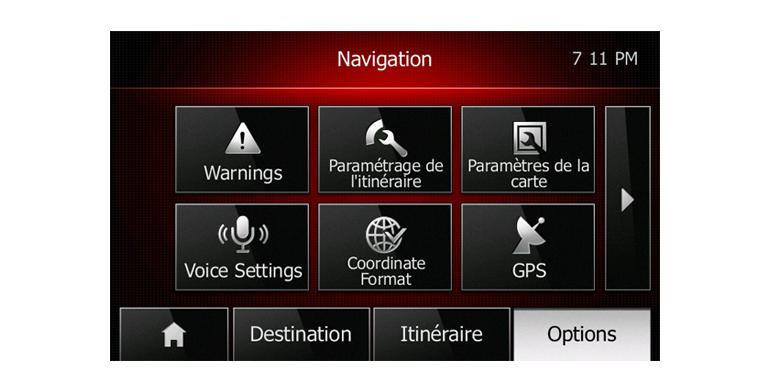 Navigation
7 11 PM
Warnings
Paramétrage de
l'itinéraire
Paramètres de la
carte
Voice Settings
Coordinate
Format
GPS
Destination
Itinéraire
Options